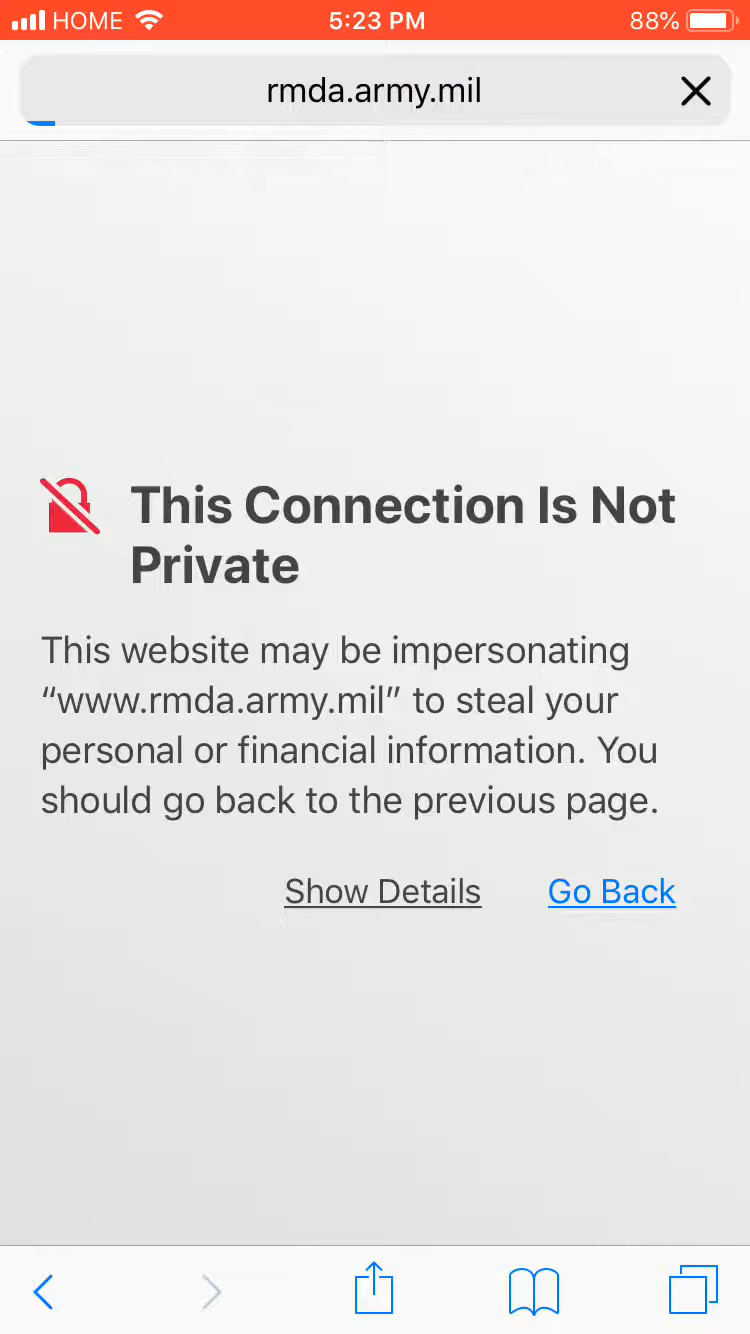 HOME 5:23 PM 88%
rmda.army.mil
This Connection Is Not
Private
This website may be impersonating
“www.rmda.army.mil” to steal your
personal or financial information. You
should go back to the previous page.
Show Details Go Back